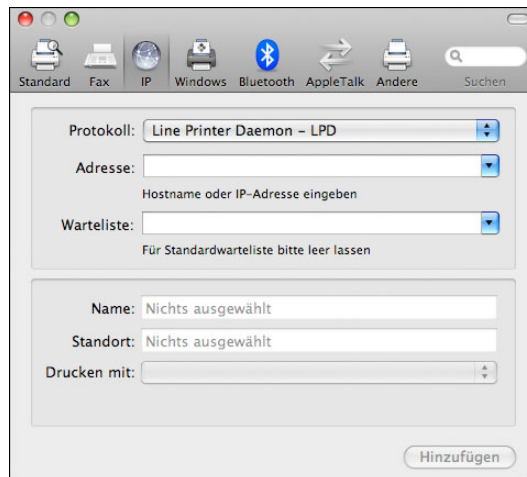 Standard Fax IP Windows Bluetooth AppleTalk Andere Suchen
Protokoll: Line Printer Daemon – LPD
Adresse:
Hostname oder IP-Adresse eingeben
Warteliste:
Für Standardwarteliste bitte leer lassen
Name: Nichts ausgewählt
Standort: Nichts ausgewählt
Drucken mit:
Hinzufügen